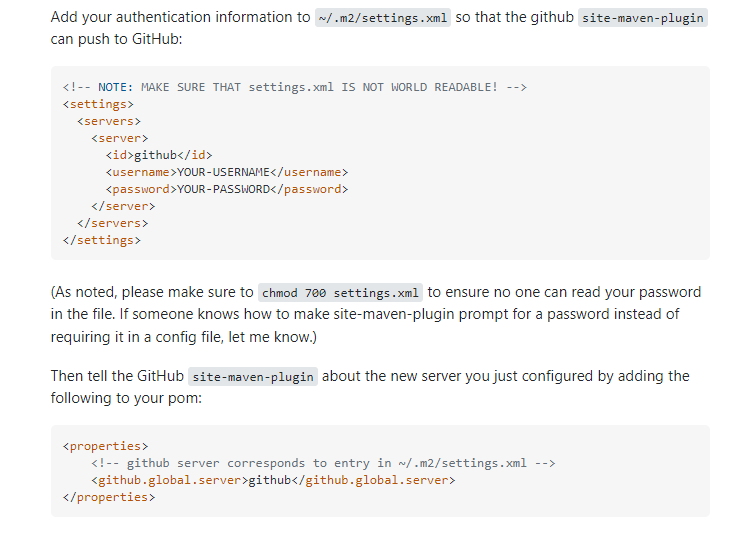 Add your authentication information to ~/.m2/settings.xml so that the github site-maven-plugin
can push to GitHub:
<!-- NOTE: MAKE SURE THAT settings.xml IS NOT WORLD READABLE! -->
<settings>
  <servers>
    <server>
      <id>github</id>
      <username>YOUR-USERNAME</username>
      <password>YOUR-PASSWORD</password>
    </server>
  </servers>
</settings>
(As noted, please make sure to chmod 700 settings.xml to ensure no one can read your password
in the file. If someone knows how to make site-maven-plugin prompt for a password instead of
requiring it in a config file, let me know.)
Then tell the GitHub site-maven-plugin about the new server you just configured by adding the
following to your pom:
<properties>
    <!-- github server corresponds to entry in ~/.m2/settings.xml -->
    <github.global.server>github</github.global.server>
</properties>